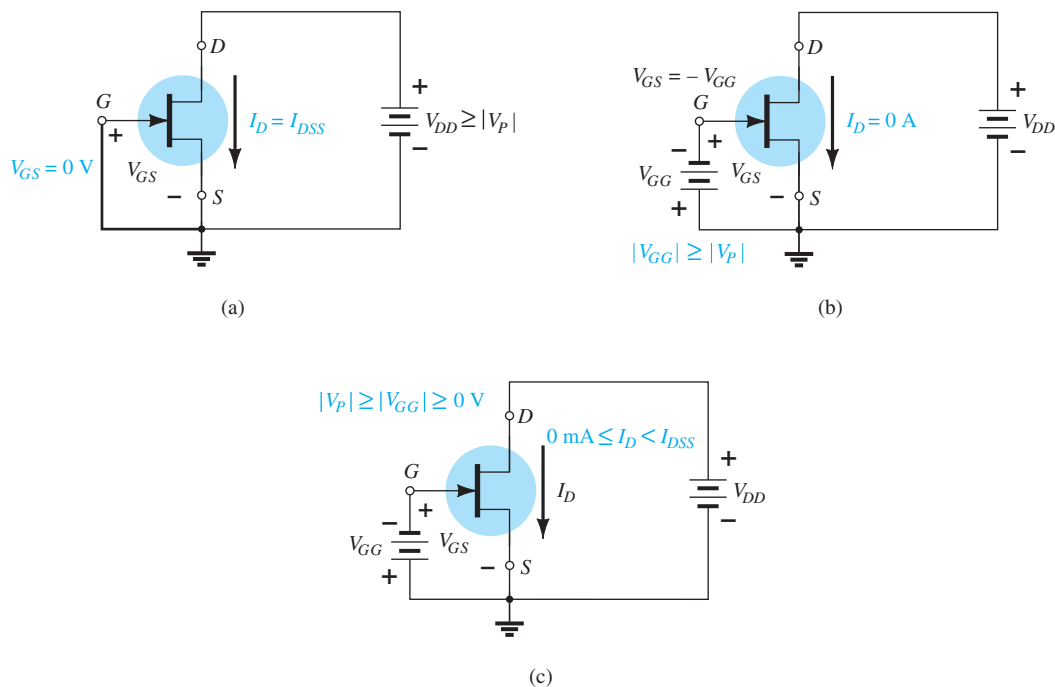 D
G
+
V_GS = 0 V
V_GS
−
S
I_D = I_DSS
+
V_DD ≥ |V_P|
−
(a)
D
V_GS = − V_GG
G
−
+
V_GG
V_GS
+
−
S
I_D = 0 A
+
V_DD
−
|V_GG| ≥ |V_P|
(b)
|V_P| ≥ |V_GG| ≥ 0 V
D
0 mA ≤ I_D < I_DSS
G
−
+
V_GG
V_GS
+
−
S
I_D
+
V_DD
−
(c)